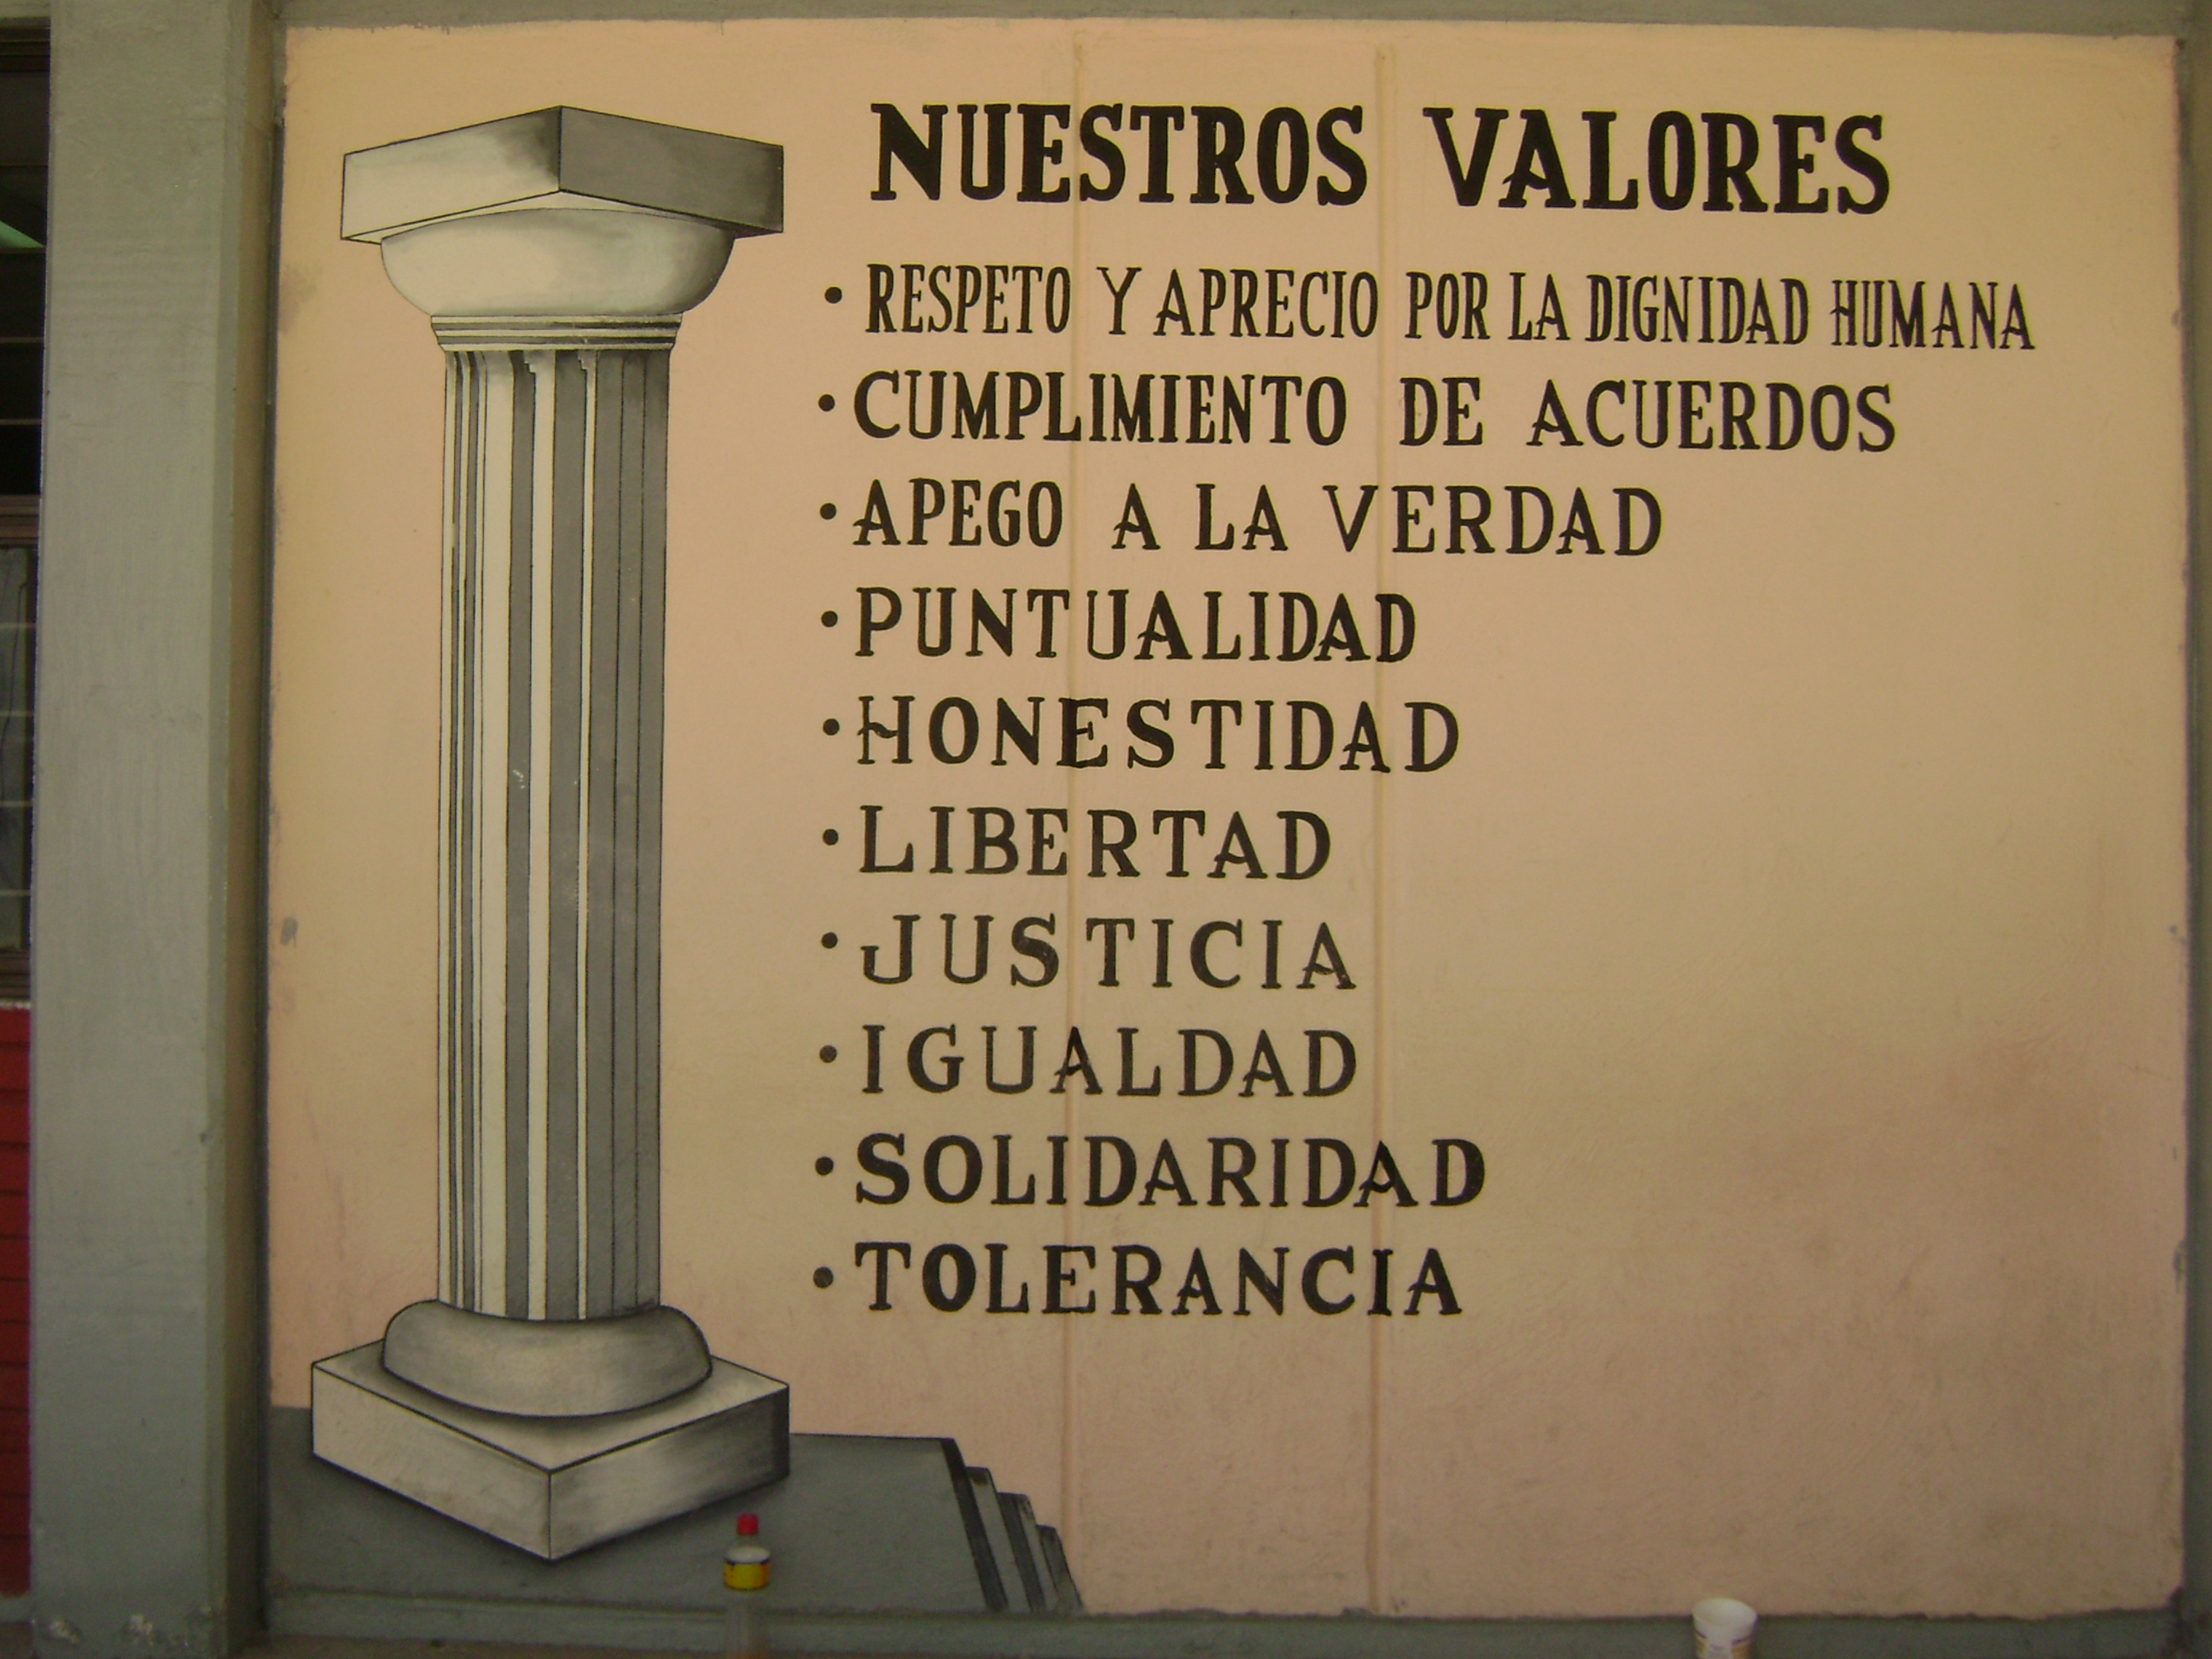 NUESTROS VALORES
• RESPETO Y APRECIO POR LA DIGNIDAD HUMANA
• CUMPLIMIENTO DE ACUERDOS
• APEGO A LA VERDAD
• PUNTUALIDAD
• HONESTIDAD
• LIBERTAD
• JUSTICIA
• IGUALDAD
• SOLIDARIDAD
• TOLERANCIA